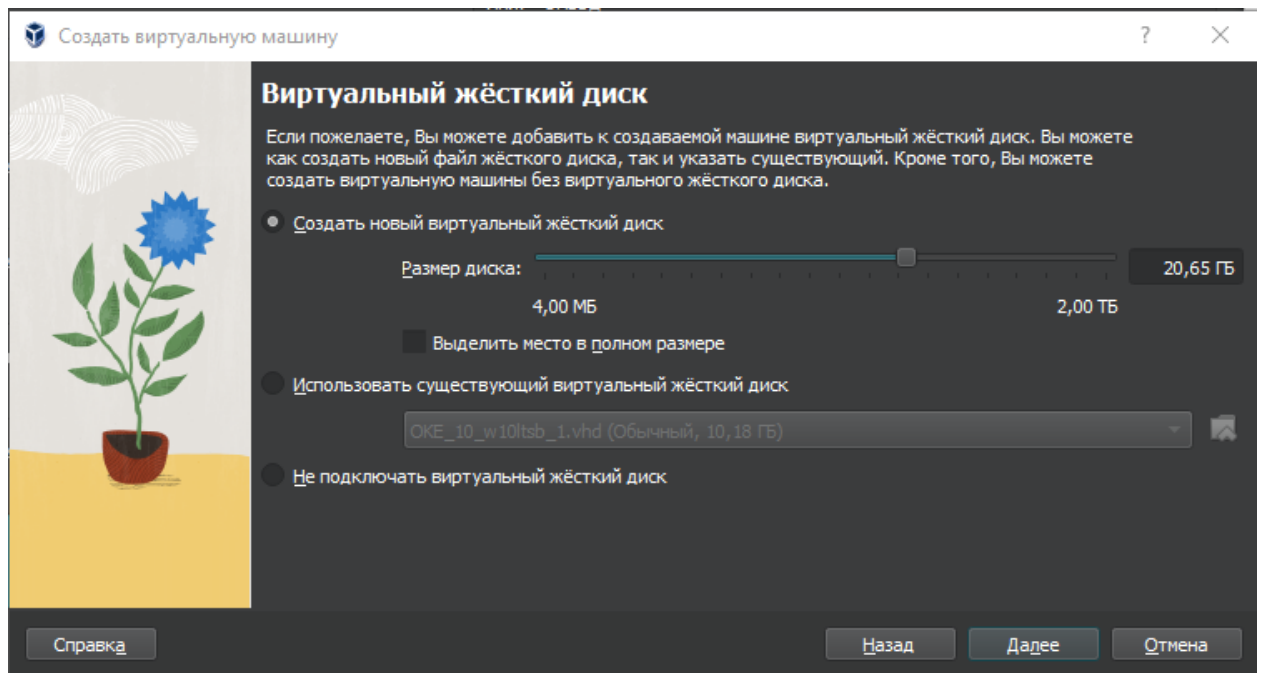 Создать виртуальную машину
?
Виртуальный жёсткий диск
Если пожелаете, Вы можете добавить к создаваемой машине виртуальный жёсткий диск. Вы можете
как создать новый файл жёсткого диска, так и указать существующий. Кроме того, Вы можете
создать виртуальную машины без виртуального жёсткого диска.
Создать новый виртуальный жёсткий диск
Размер диска:
20,65 ГБ
4,00 МБ
2,00 ТБ
Выделить место в полном размере
Использовать существующий виртуальный жёсткий диск
OKE_10_w10ltsb_1.vhd (Обычный, 10,18 ГБ)
Не подключать виртуальный жёсткий диск
Справка
Назад
Далее
Отмена